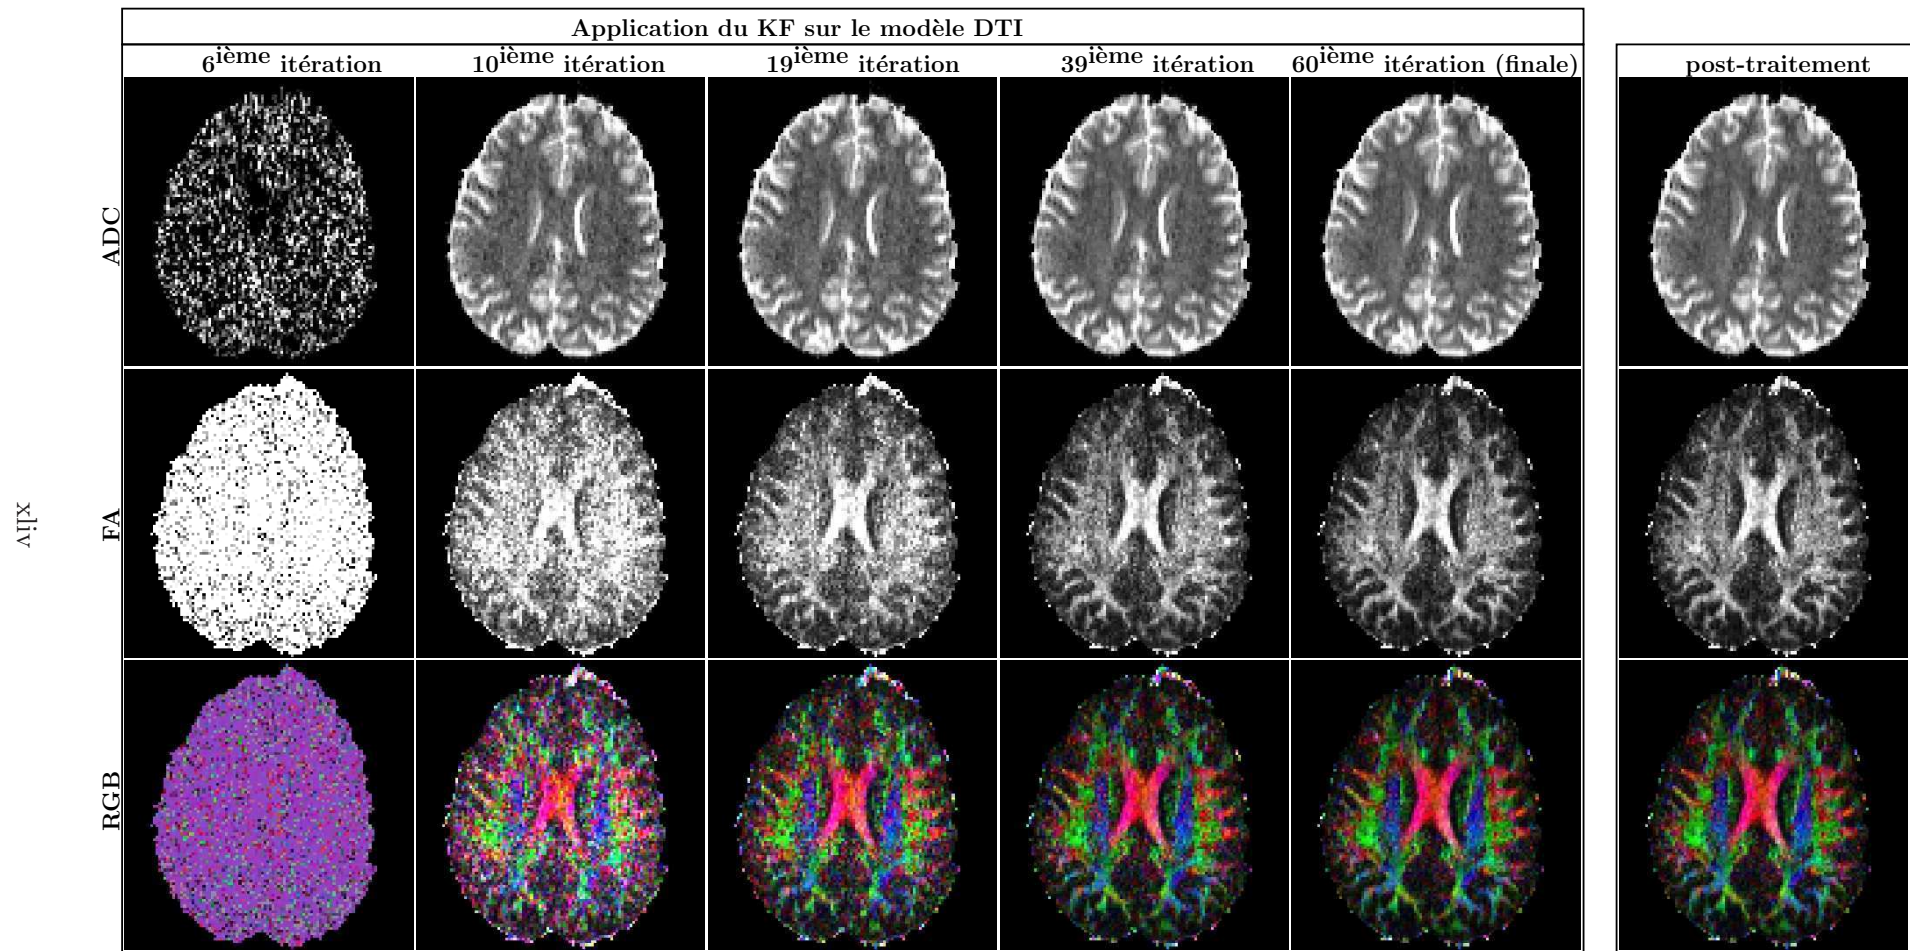 Application du KF sur le modèle DTI
6ième itération
10ième itération
19ième itération
39ième itération
60ième itération (finale)
post-traitement
ADC
FA
RGB
xliv